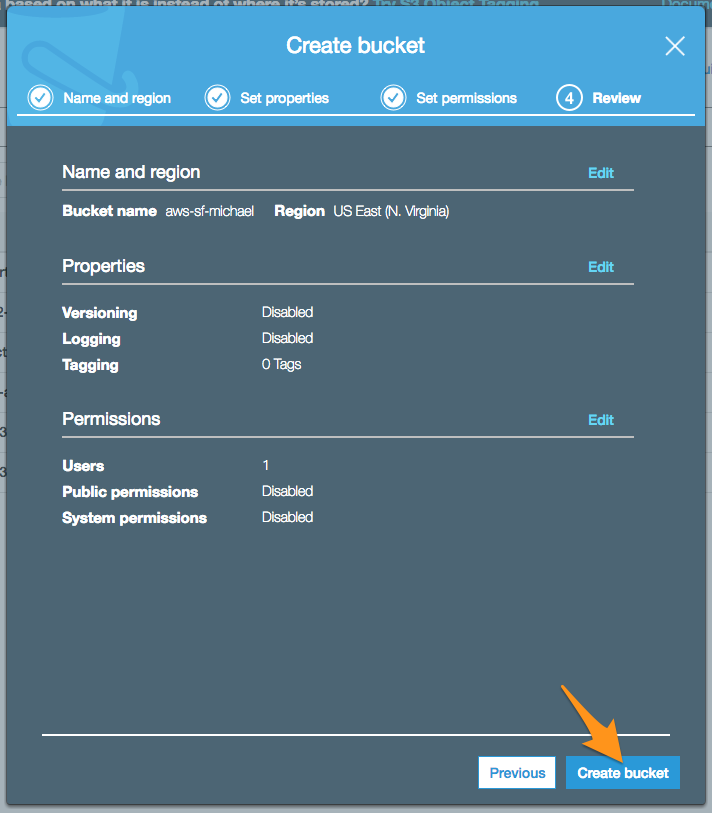 based on what it is instead of where it's stored? Try S3 Object Tagging
Create bucket
Name and region
Set properties
Set permissions
4 Review
Name and region Edit
Bucket name aws-sf-michael Region US East (N. Virginia)
Properties Edit
Versioning Disabled
Logging Disabled
Tagging 0 Tags
Permissions Edit
Users 1
Public permissions Disabled
System permissions Disabled
Previous Create bucket